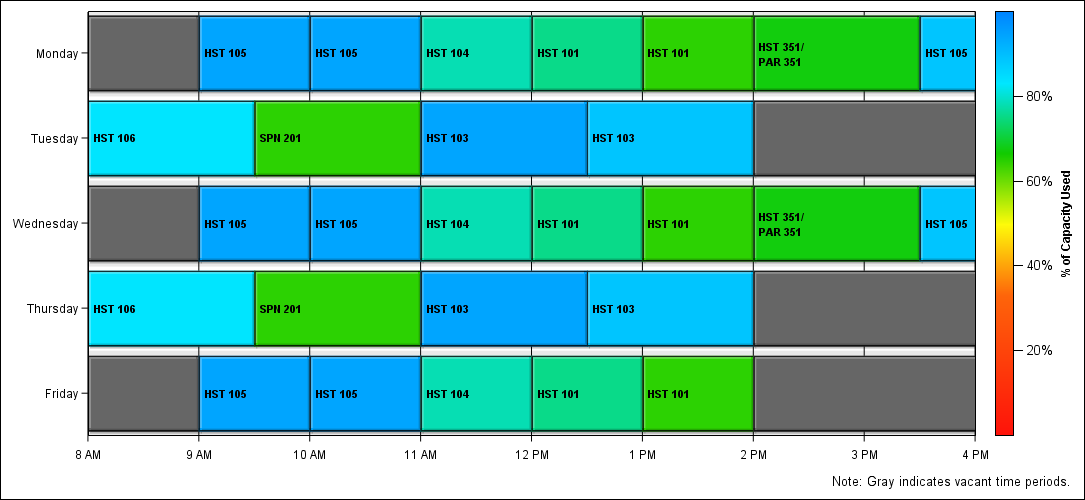 Monday
HST 105
HST 105
HST 104
HST 101
HST 101
HST 351/
PAR 351
HST 105
Tuesday
HST 106
SPN 201
HST 103
HST 103
Wednesday
HST 105
HST 105
HST 104
HST 101
HST 101
HST 351/
PAR 351
HST 105
Thursday
HST 106
SPN 201
HST 103
HST 103
Friday
HST 105
HST 105
HST 104
HST 101
HST 101
8 AM
9 AM
10 AM
11 AM
12 PM
1 PM
2 PM
3 PM
4 PM
80%
60%
40%
20%
% of Capacity Used
Note: Gray indicates vacant time periods.